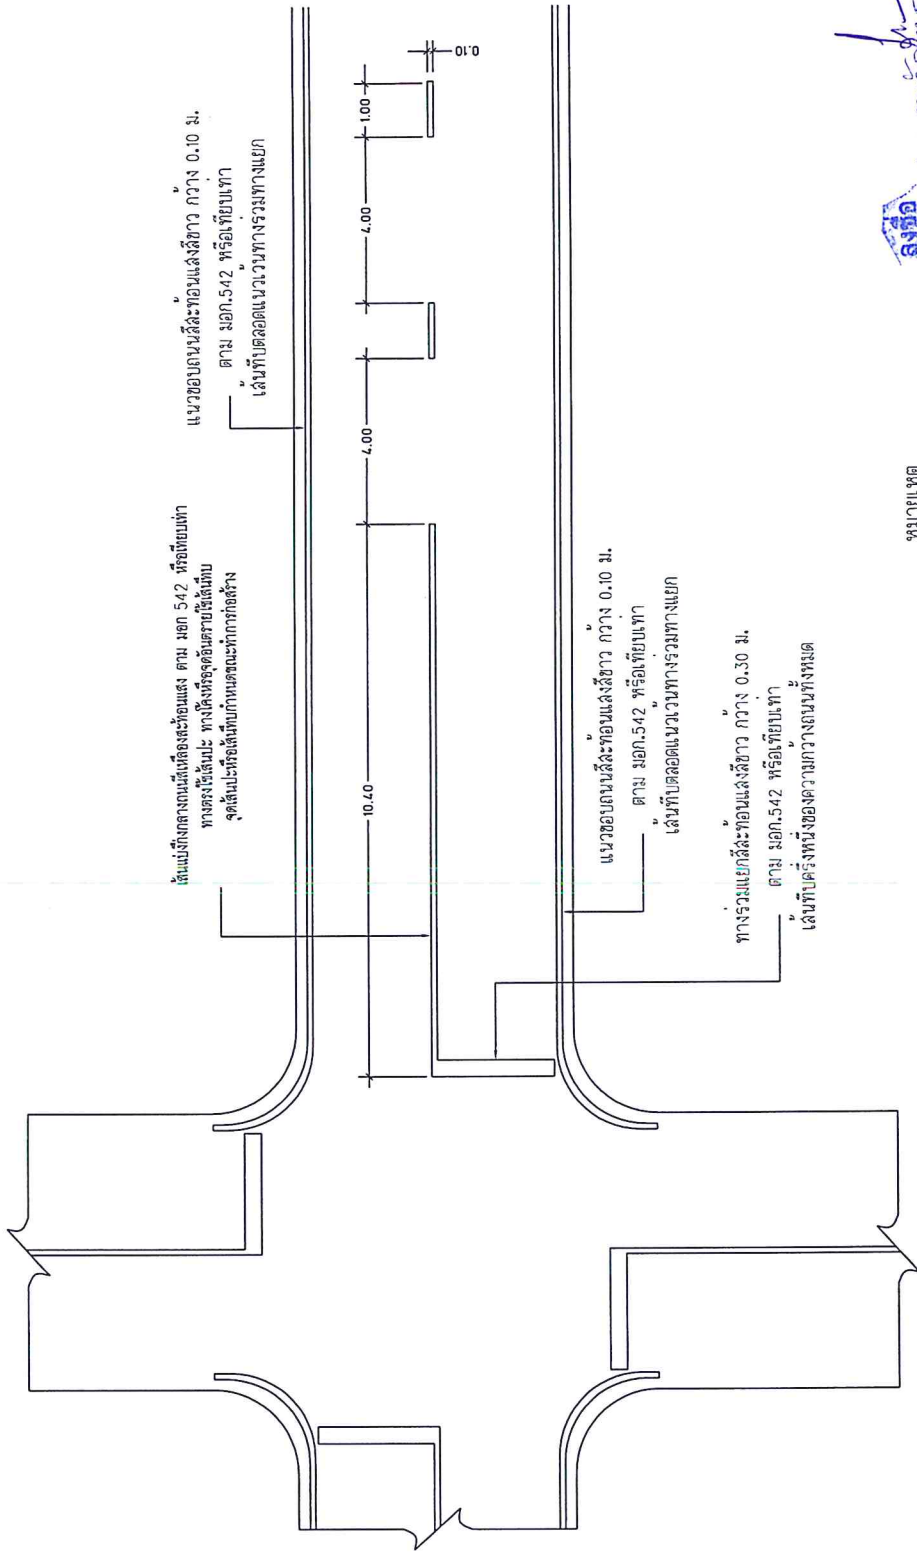 แนวขอบถนนสีสะท้อนแสงสีขาว กว้าง 0.10 ม.
ตาม มอก.542 หรือเทียบเท่า
เส้นทึบตลอดแนวเว้นทางร่วมทางแยก
เส้นแบ่งกึ่งกลางถนนสีเหลืองสะท้อนแสง ตาม มอก 542 หรือเทียบเท่า
ทางตรงใช้เส้นประ ทางโค้งหรือจุดอันตรายใช้เส้นทึบ
จุดเส้นประหรือเส้นทึบกำหนดขณะทำการก่อสร้าง
10.40
4.00
4.00
1.00
0.10
แนวขอบถนนสีสะท้อนแสงสีขาว กว้าง 0.10 ม.
ตาม มอก.542 หรือเทียบเท่า
เส้นทึบตลอดแนวเว้นทางร่วมทางแยก
ทางร่วมแยกสีสะท้อนแสงสีขาว กว้าง 0.30 ม.
ตาม มอก.542 หรือเทียบเท่า
เส้นทึบครึ่งหนึ่งของความกว้างถนนทั้งหมด
หมายเหตุ
ลงชื่อ